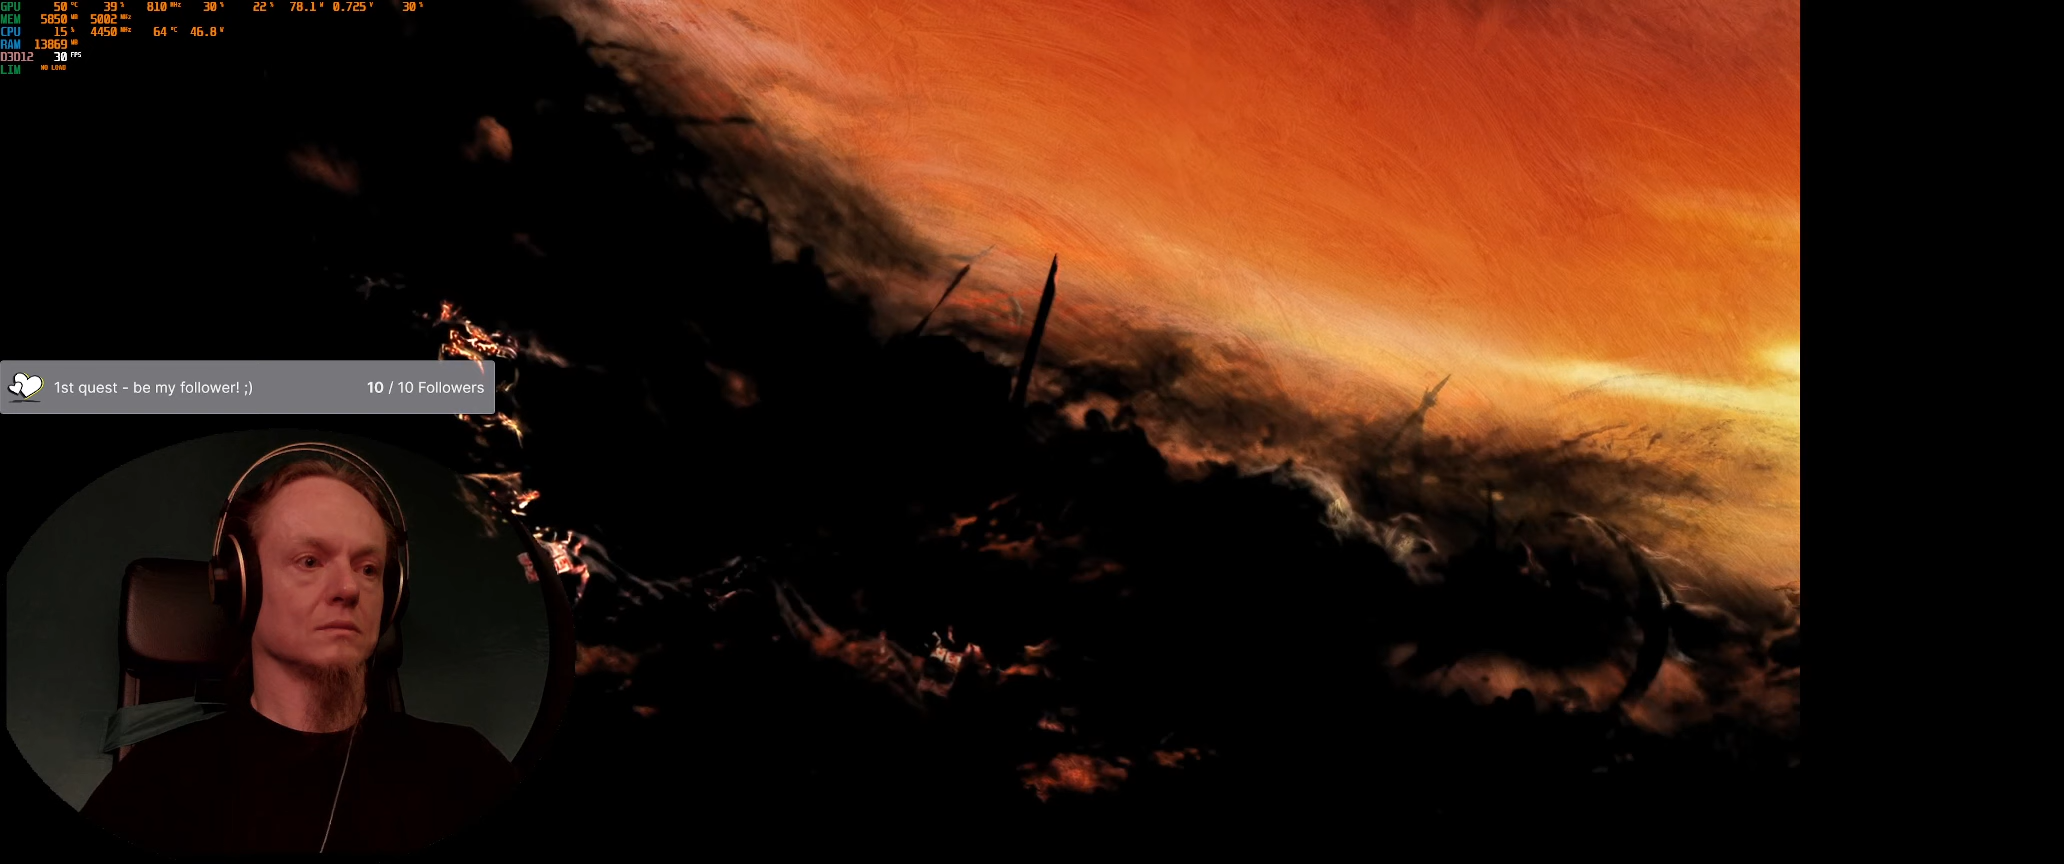 GPU 50 °C 39 % 810 MHz 30 % 22 % 78.1 W 0.725 V 30 %
MEM 5850 MB 5002 MHz
CPU 15 % 4450 MHz 64 °C 46.8 W
RAM 13869 MB
D3D12 30 FPS
LIM NO LOAD
1st quest - be my follower! ;) 10 / 10 Followers